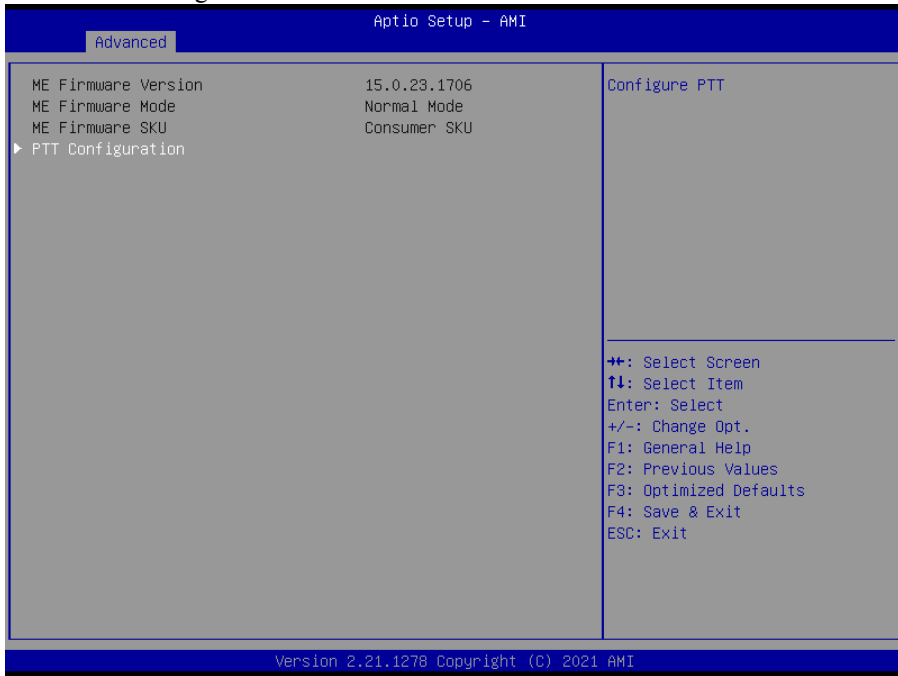 Aptio Setup – AMI
Advanced
ME Firmware Version 15.0.23.1706
ME Firmware Mode Normal Mode
ME Firmware SKU Consumer SKU
PTT Configuration
Configure PTT
→←: Select Screen
↑↓: Select Item
Enter: Select
+/-: Change Opt.
F1: General Help
F2: Previous Values
F3: Optimized Defaults
F4: Save & Exit
ESC: Exit
Version 2.21.1278 Copyright (C) 2021 AMI